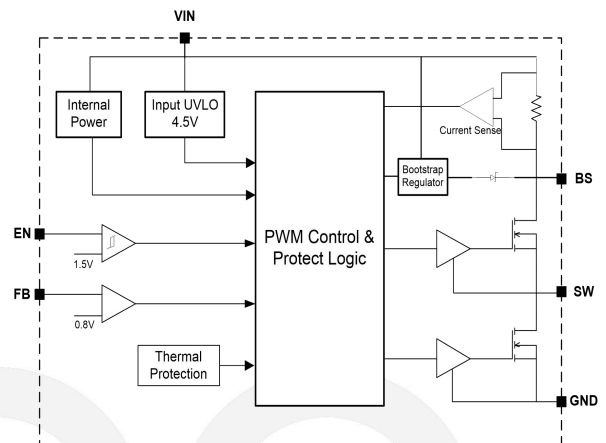 VIN
Internal
Power
Input UVLO
4.5V
Current Sense
Bootstrap
Regulator
BS
PWM Control &
Protect Logic
EN
1.5V
FB
0.8V
SW
Thermal
Protection
GND